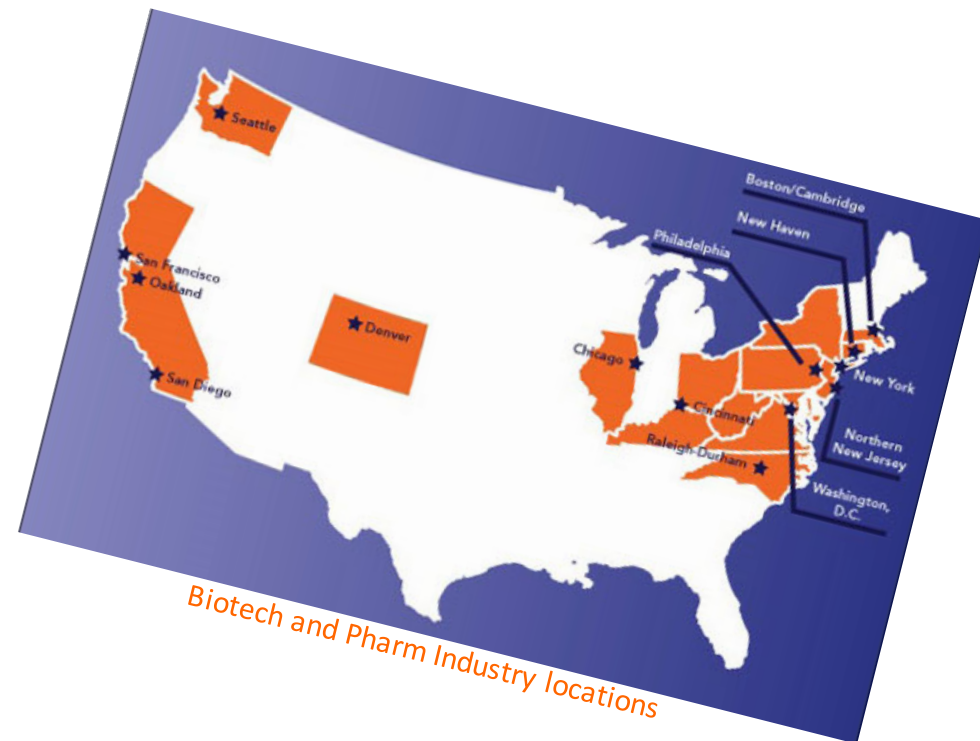 Seattle
Boston/Cambridge
New Haven
Philadelphia
San Francisco
Oakland
Denver
Chicago
New York
San Diego
Cincinnati
Raleigh-Durham
Northern
New Jersey
Washington,
D.C.
Biotech and Pharm Industry locations